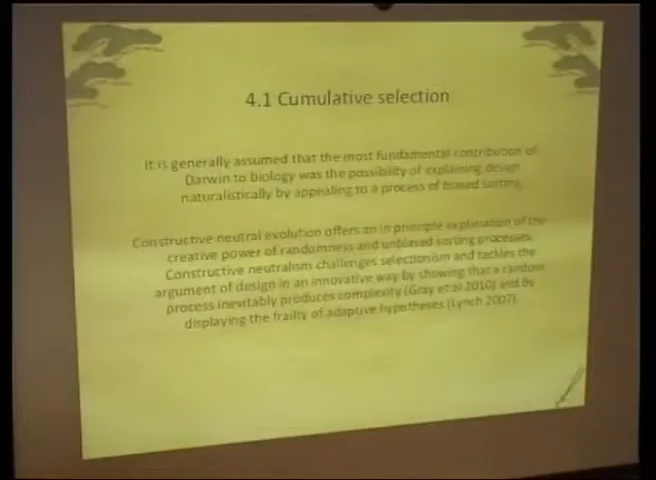 4.1 Cumulative selection
It is generally assumed that the most fundamental contribution of
Darwin to biology was the possibility of explaining design
naturalistically by appealing to a process of biased sorting.
Constructive neutral evolution offers an in principle explanation of the
creative power of randomness and unbiased sorting processes.
Constructive neutralism challenges selectionism and tackles the
argument of design in an innovative way by showing that a random
process inevitably produces complexity (Gray et al 2010) and by
displaying the frailty of adaptive hypotheses (Lynch 2007).